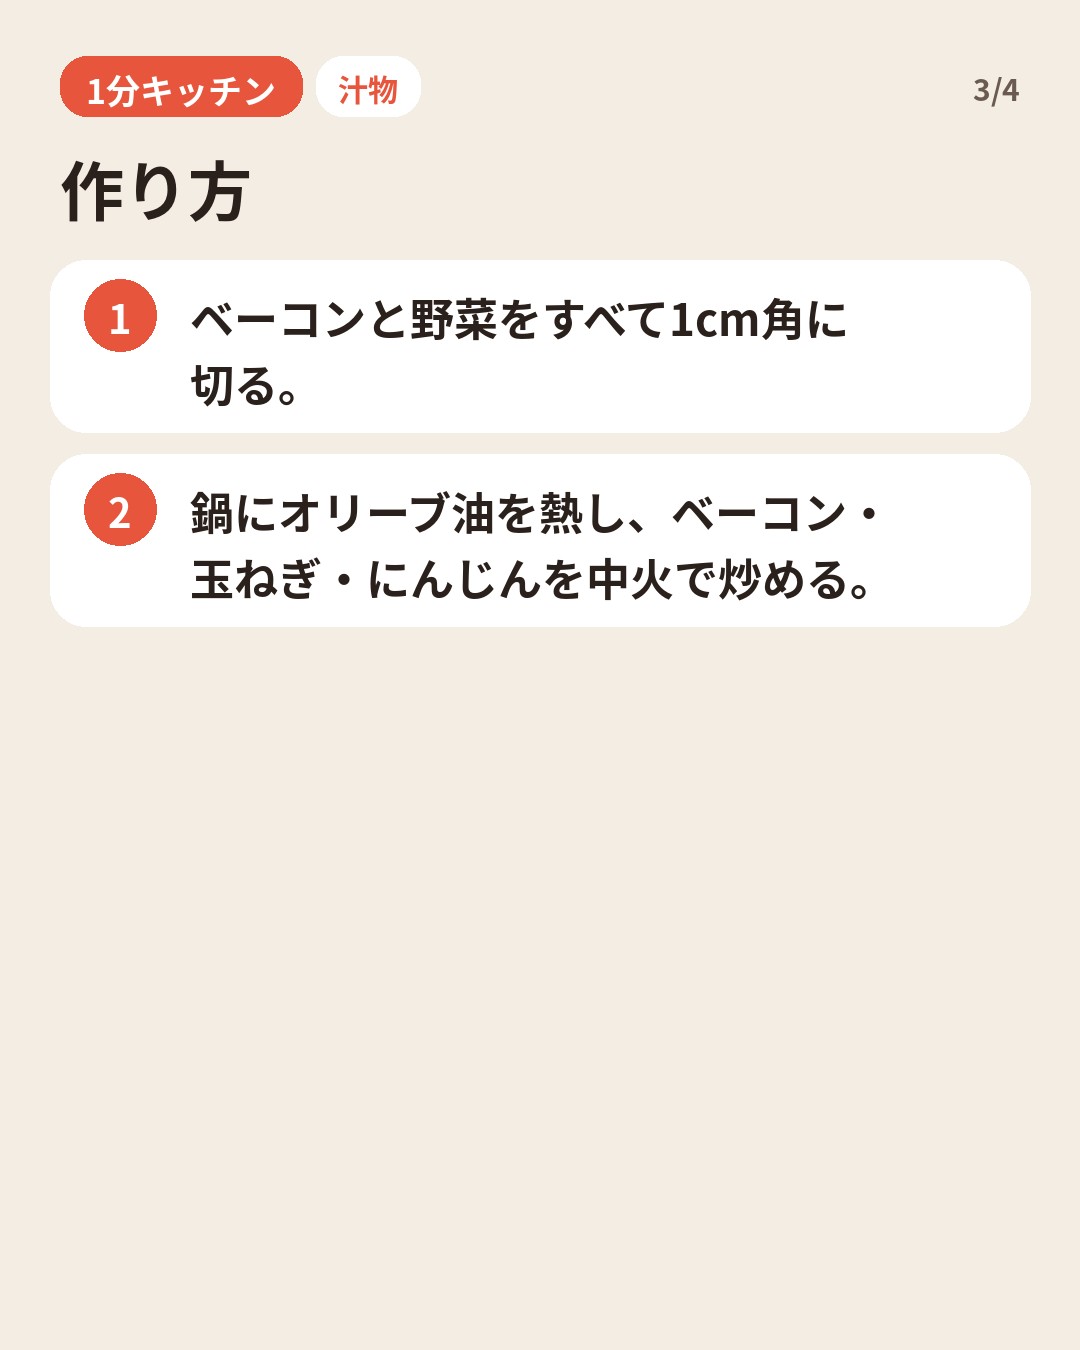 1分キッチン 汁物 3/4
作り方
1 ベーコンと野菜をすべて1cm角に
切る。
2 鍋にオリーブ油を熱し、ベーコン・
玉ねぎ・にんじんを中火で炒める。